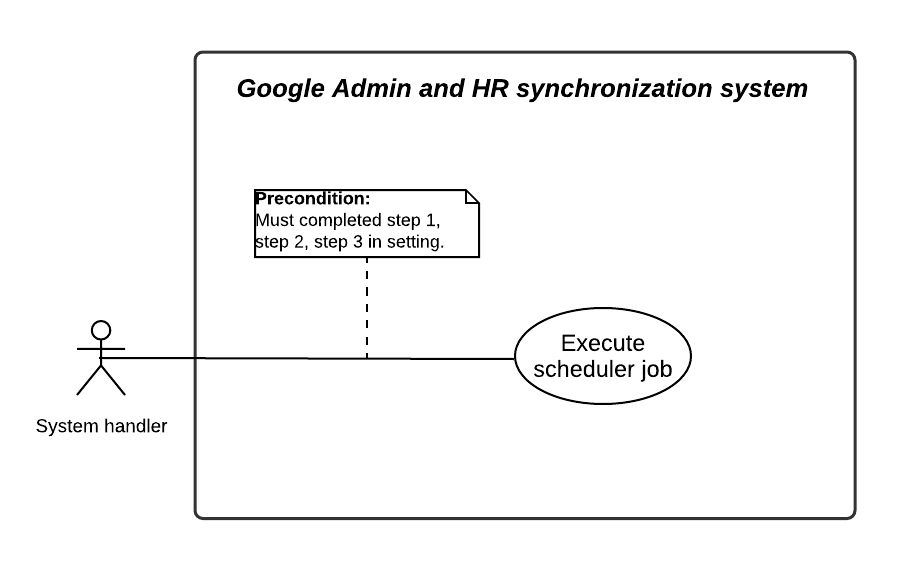 Google Admin and HR synchronization system
Precondition:
Must completed step 1,
step 2, step 3 in setting.
Execute
scheduler job
System handler